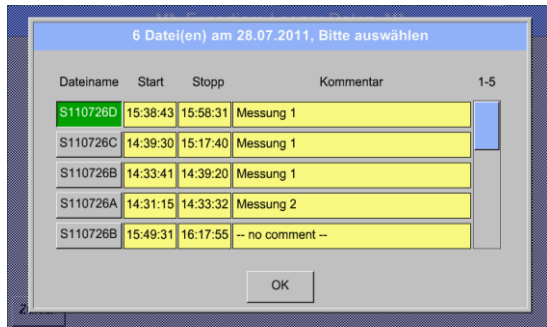 6 Datei(en) am 28.07.2011, Bitte auswählen
Dateiname Start Stopp Kommentar 1-5
S110726D 15:38:43 15:58:31 Messung 1
S110726C 14:39:30 15:17:40 Messung 1
S110726B 14:33:41 14:39:20 Messung 1
S110726A 14:31:15 14:33:32 Messung 2
S110726B 15:49:31 16:17:55 -- no comment --
OK